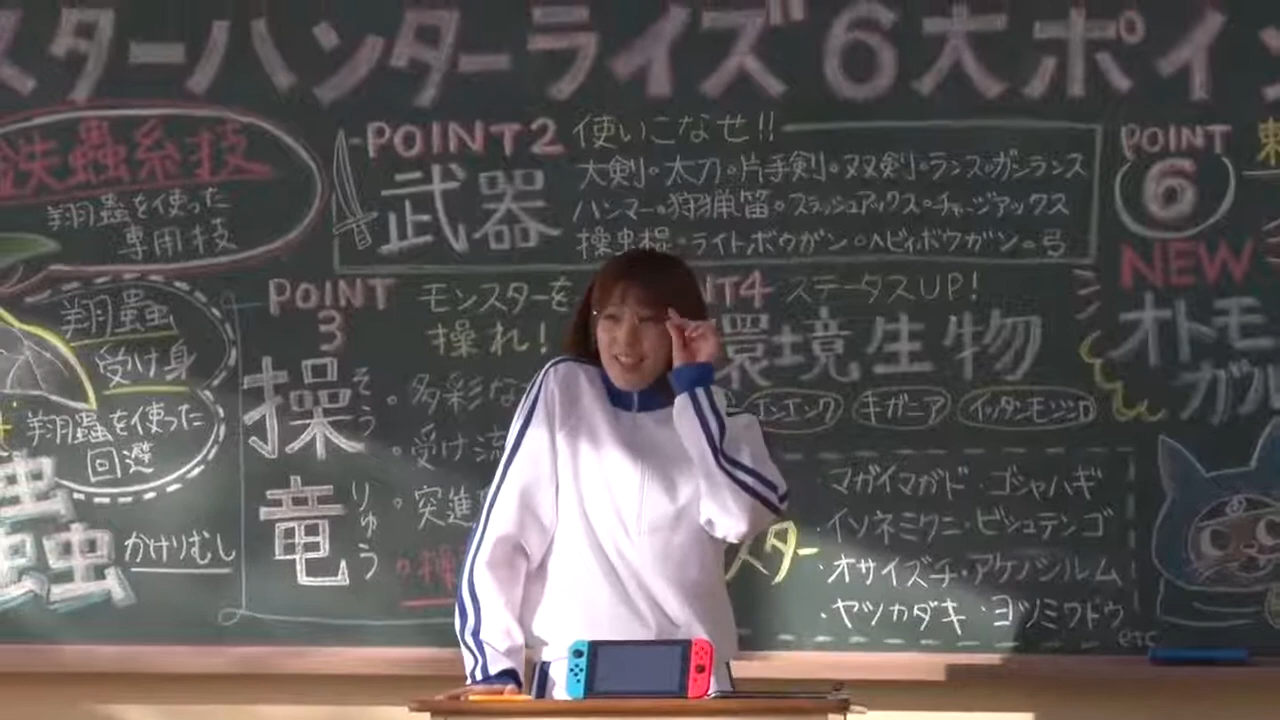 スターハンターライズ6大ポイ
鉄蟲糸技
翔蟲を使った
専用技
POINT2 使いこなせ!!
武器
大剣。太刀。片手剣。双剣。ランス。ガンランス
ハンマー。狩猟笛。スラッシュアックス。チャージアックス
操虫棍。ライトボウガン。ヘビィボウガン。弓
POINT
6
NEW
オトモ
ガル
翔蟲
受け身
翔蟲を使った
回避
かけりむし
POINT
3
モンスターを
操れ!
操竜
そうりゅう
。多彩な
。受け流
。突進
NT4 ステータスUP!
環境生物
エンエンク キガニア イッタンモンジロ
スター
・マガイマガド・ゴシャハギ
・イソネミクニ・ビシュテンゴ
・オサイズチ・アケノシルム
・ヤツカダキ・ヨツミワドウ
etc